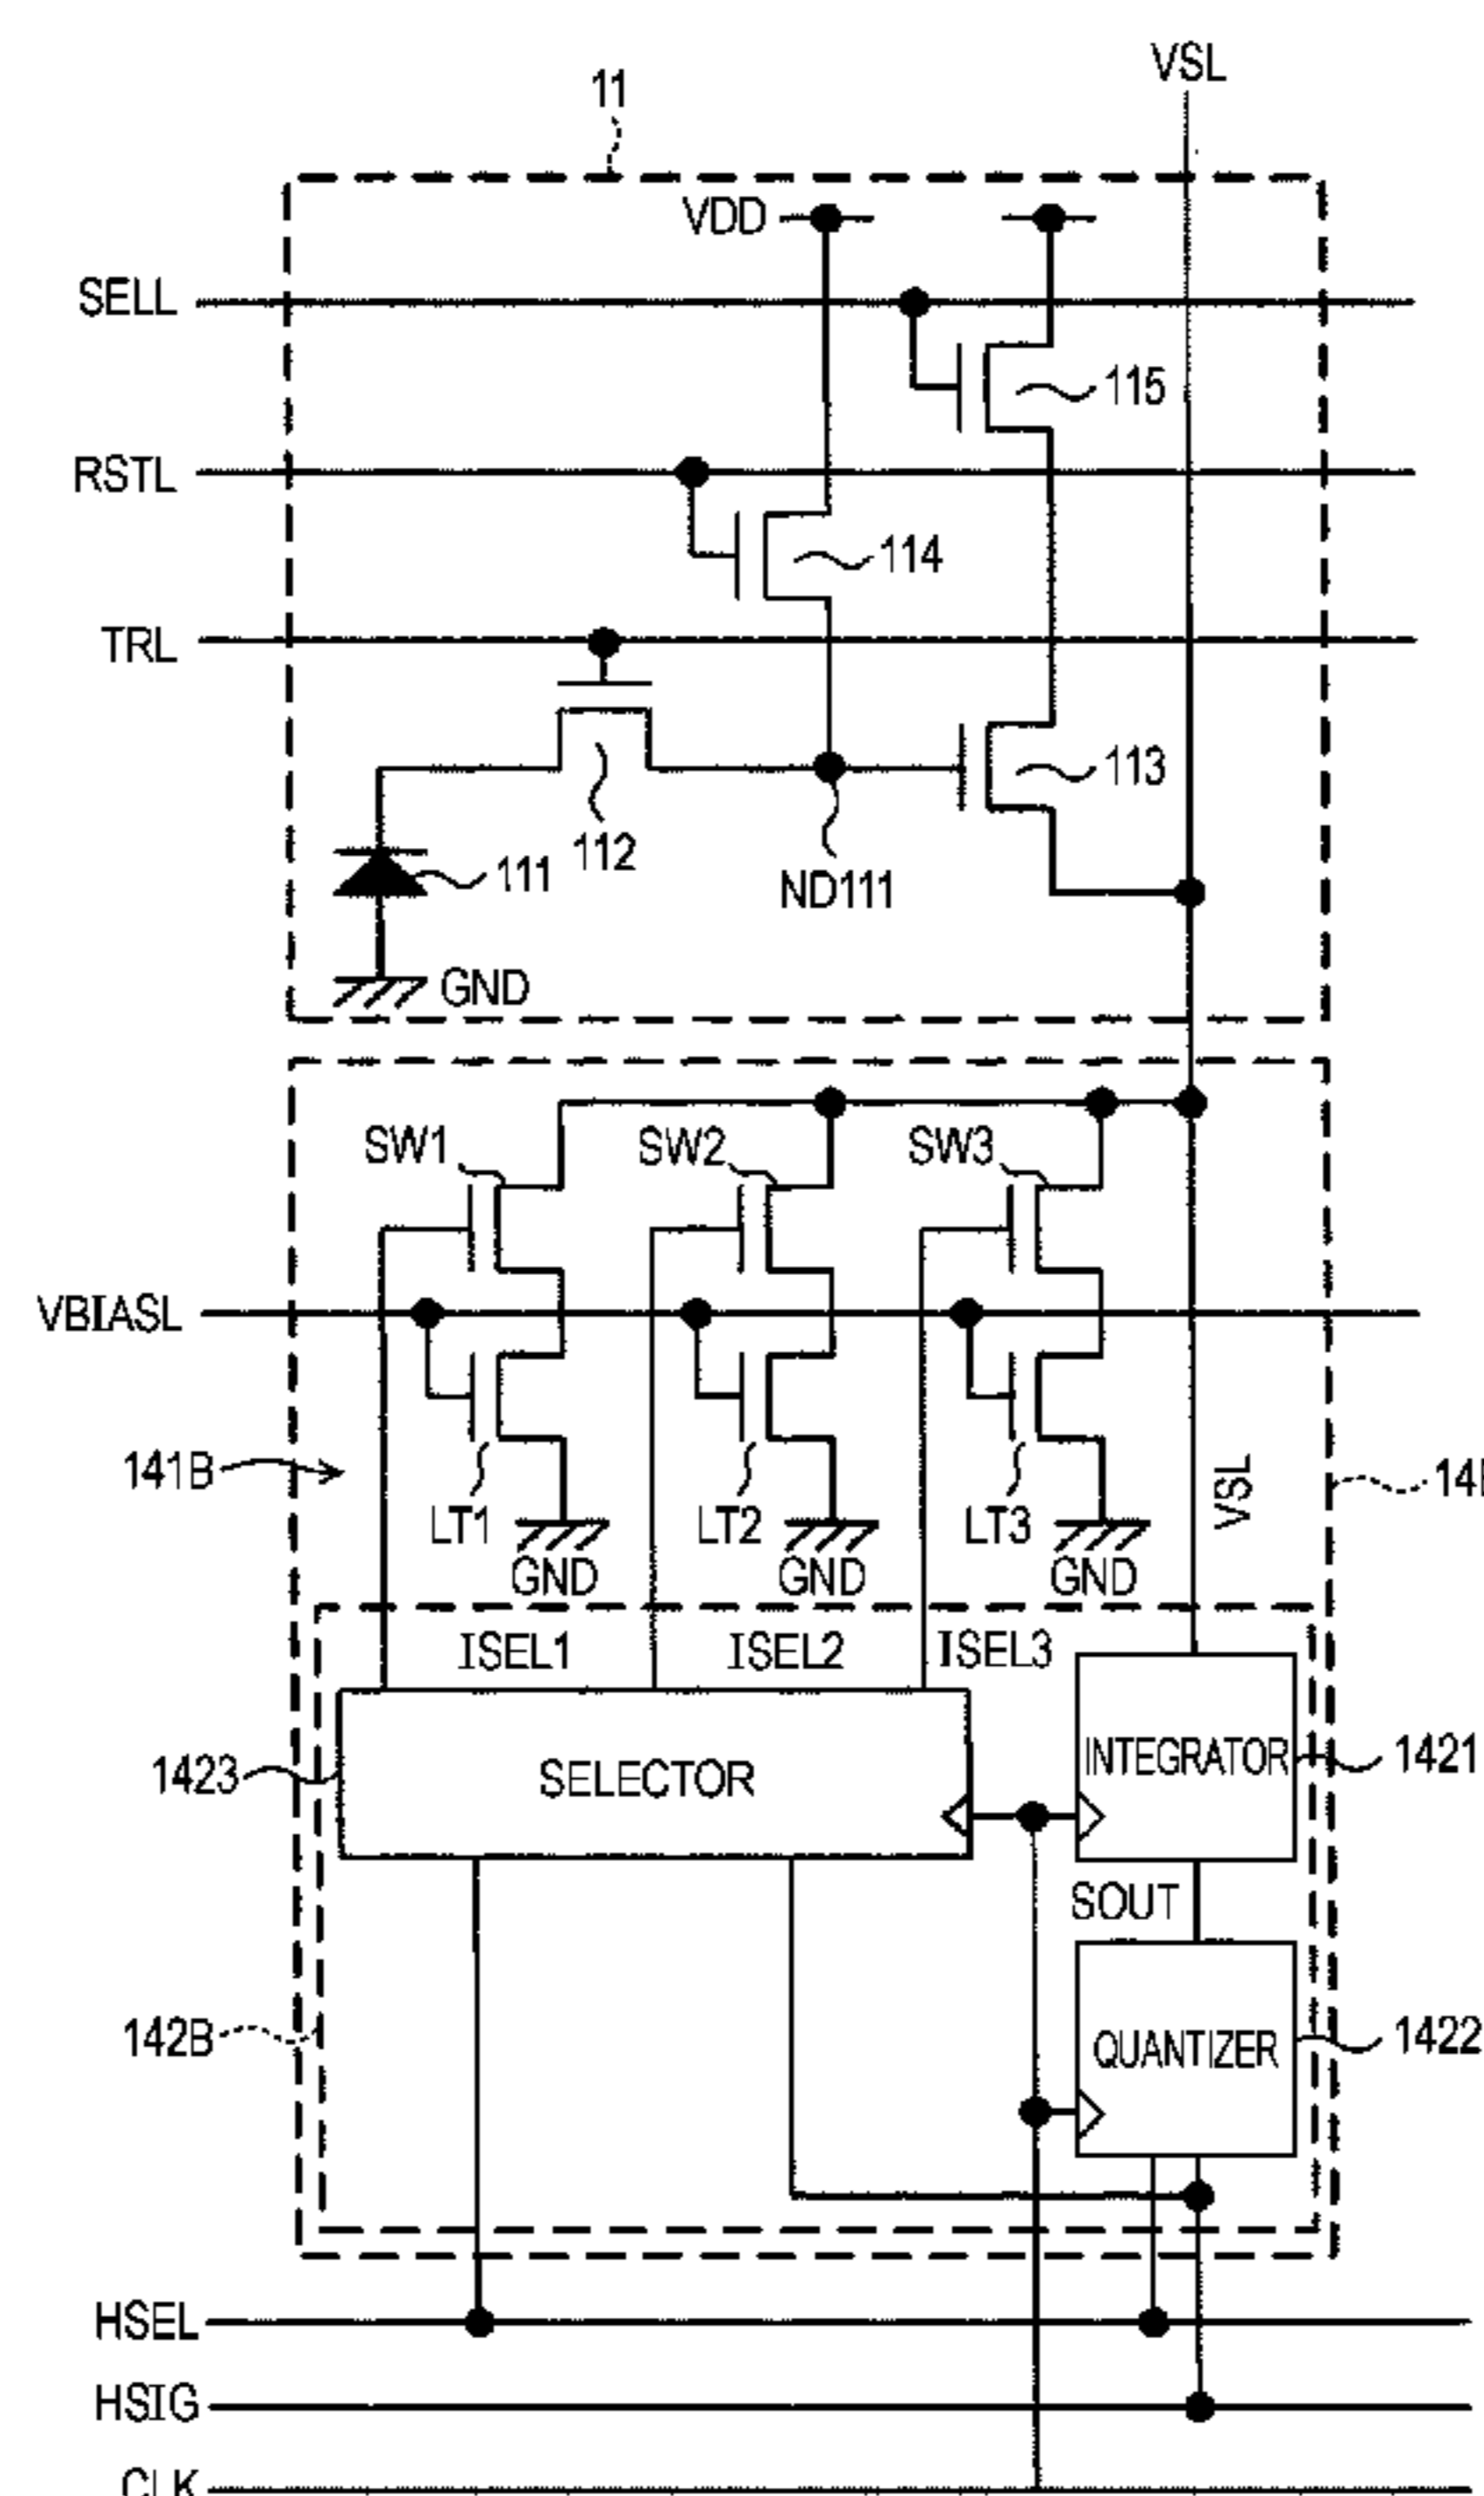 VSL
11
VDD
SELL
115
RSTL
114
TRL
113
112
111
ND111
GND
SW1
SW2
SW3
VBIASL
141B
VSL
LT1
LT2
LT3
GND
GND
GND
ISEL1
ISEL2
ISEL3
1423
SELECTOR
INTEGRATOR
1421
SOUT
142B
QUANTIZER
1422
HSEL
HSIG
CLK